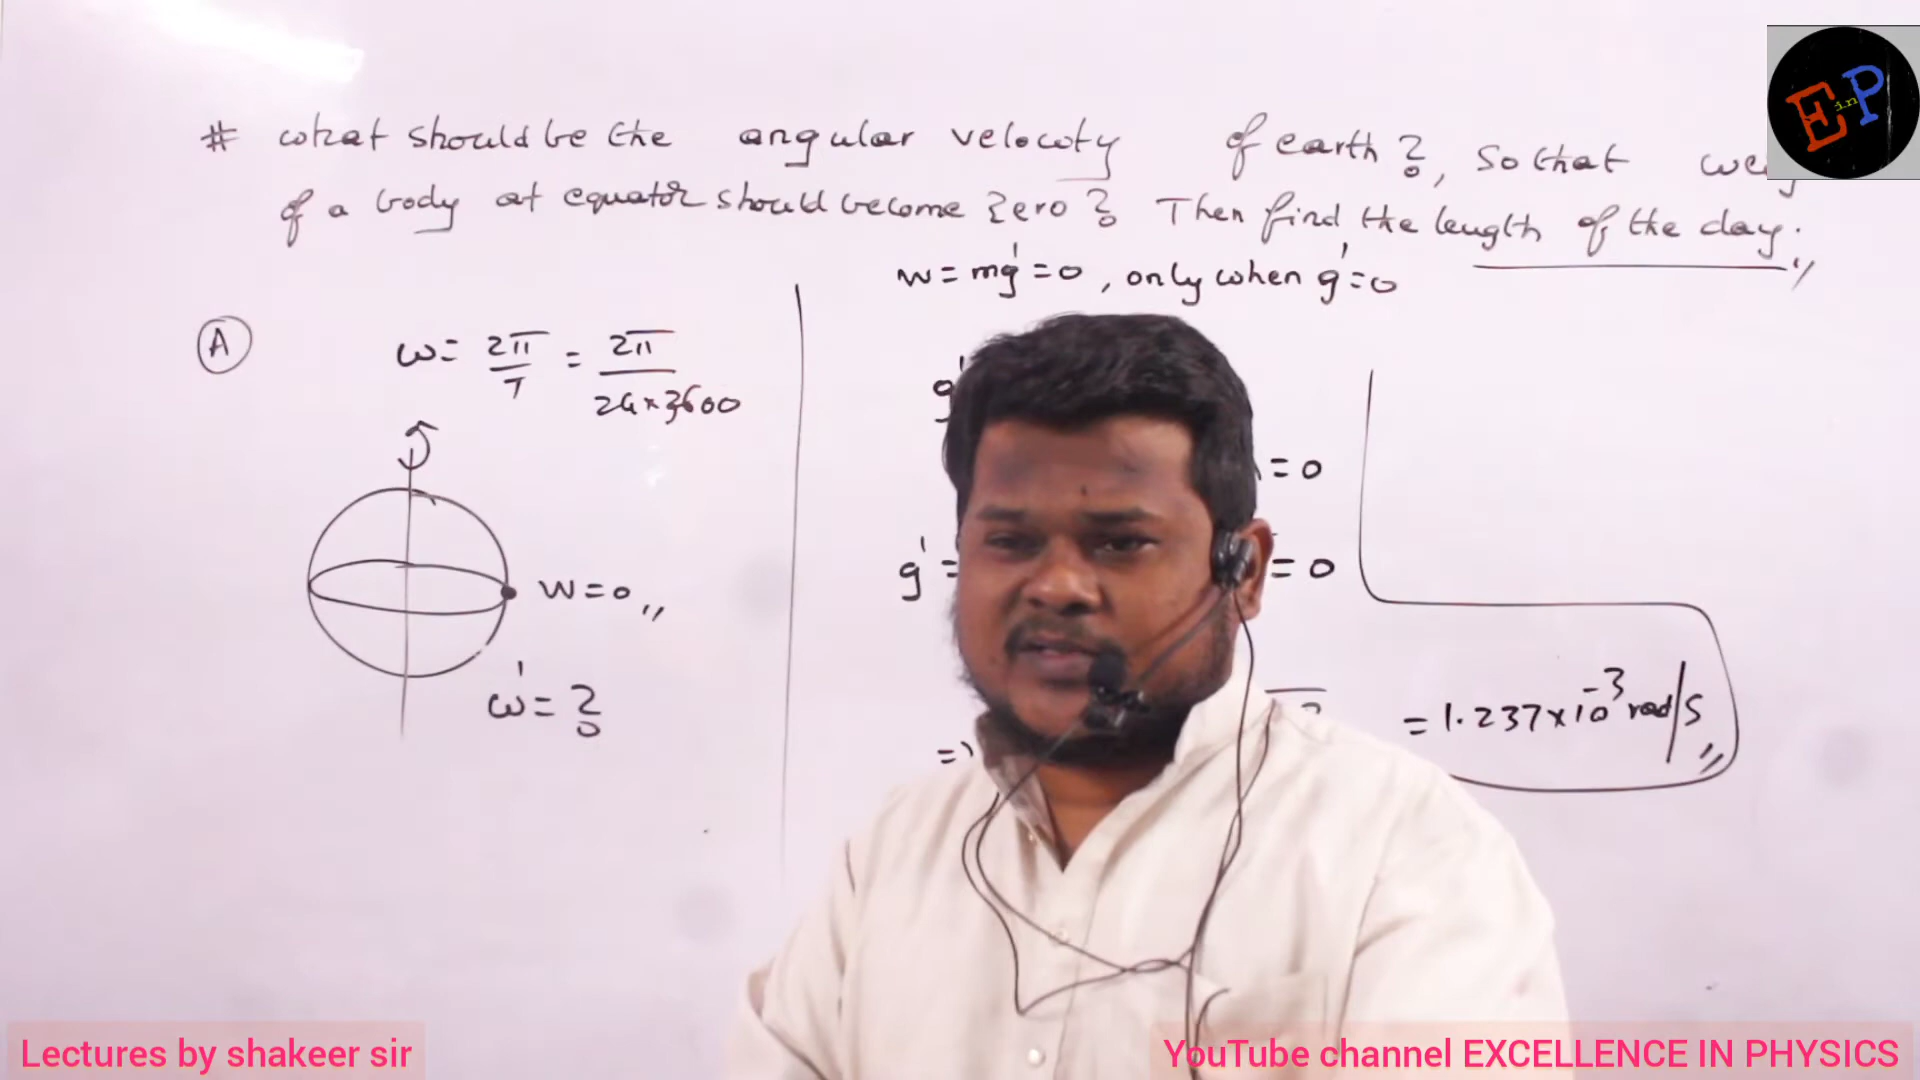 # what should be the angular velocity of earth?, so that
of a body at equator should become zero? Then find the length of the day.
w = mg' = 0, only when g' = 0
A
ω = 2π/T = 2π/24×3600
= 0
g' = = 0
W = 0
ω' = ?
= 1.237×10⁻³ rad/s
E in P
Lectures by shakeer sir
YouTube channel EXCELLENCE IN PHYSICS